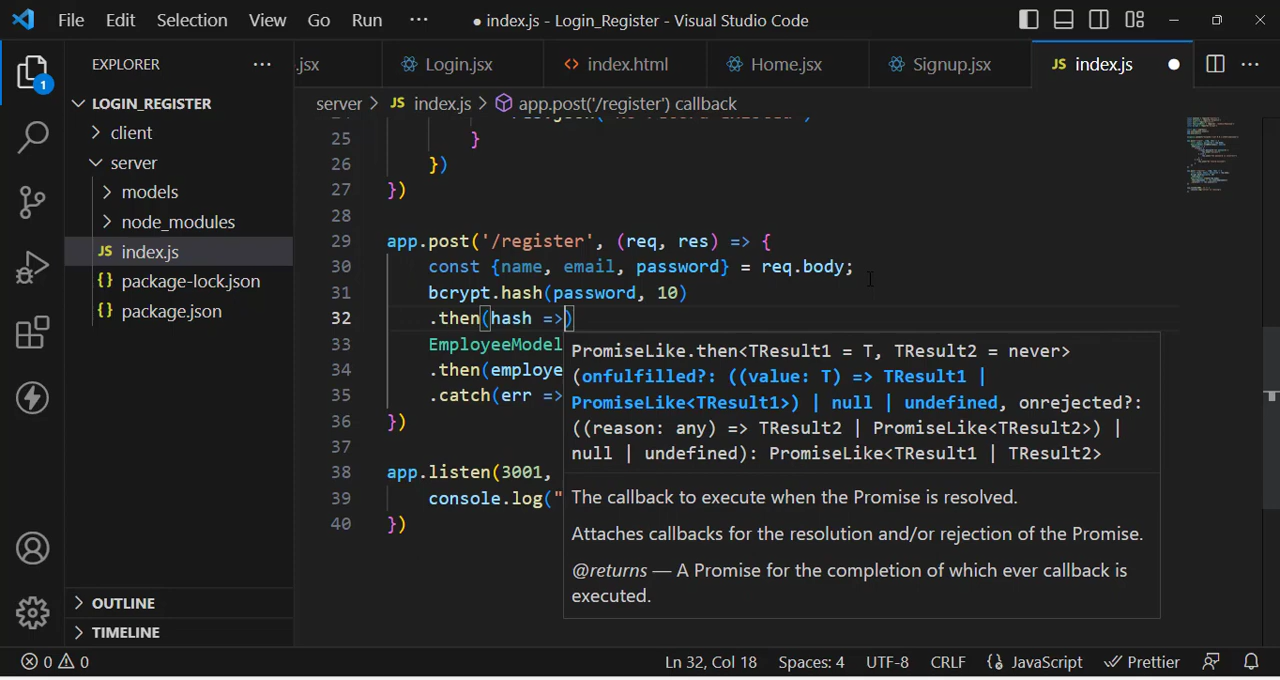 File Edit Selection View Go Run ··· ● index.js - Login_Register - Visual Studio Code
EXPLORER ···
.jsx Login.jsx <> index.html Home.jsx Signup.jsx JS index.js ● ···
server > JS index.js > app.post('/register') callback
LOGIN_REGISTER
client
server
models
node_modules
JS index.js
{} package-lock.json
{} package.json
OUTLINE
TIMELINE
1
24
25 }
26 })
27 })
28
29 app.post('/register', (req, res) => {
30 const {name, email, password} = req.body;
31 bcrypt.hash(password, 10)
32 .then(hash =>)
33 EmployeeModel
34 .then(employe
35 .catch(err =>
36 })
37
38 app.listen(3001,
39 console.log("
40 })
PromiseLike.then<TResult1 = T, TResult2 = never>
(onfulfilled?: ((value: T) => TResult1 |
PromiseLike<TResult1>) | null | undefined, onrejected?:
((reason: any) => TResult2 | PromiseLike<TResult2>) |
null | undefined): PromiseLike<TResult1 | TResult2>
The callback to execute when the Promise is resolved.
Attaches callbacks for the resolution and/or rejection of the Promise.
@returns — A Promise for the completion of which ever callback is
executed.
0 0 Ln 32, Col 18 Spaces: 4 UTF-8 CRLF {} JavaScript Prettier